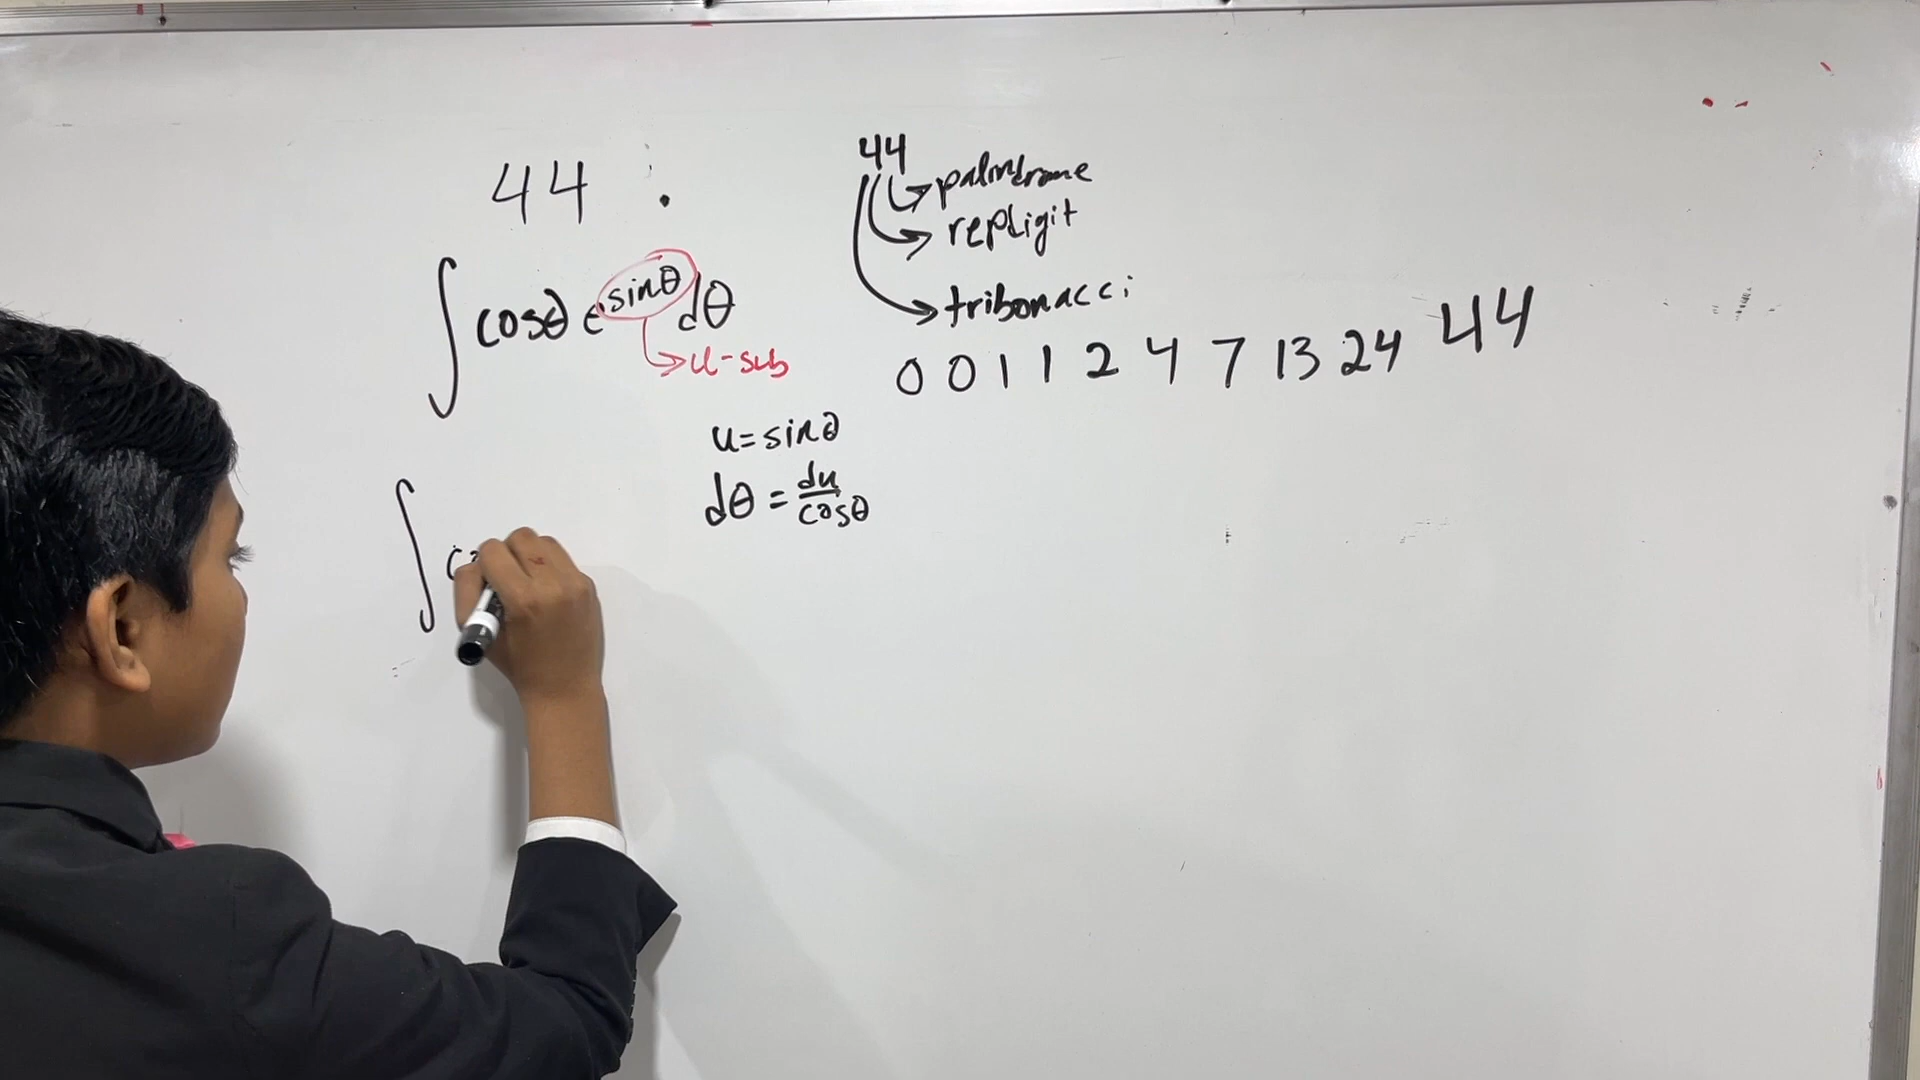 44 .
∫ cosθ e^sinθ dθ
u-sub
u = sinθ
dθ = du/cosθ
∫ co
44
palindrome
repdigit
tribonacci
0 0 1 1 2 4 7 13 24 44